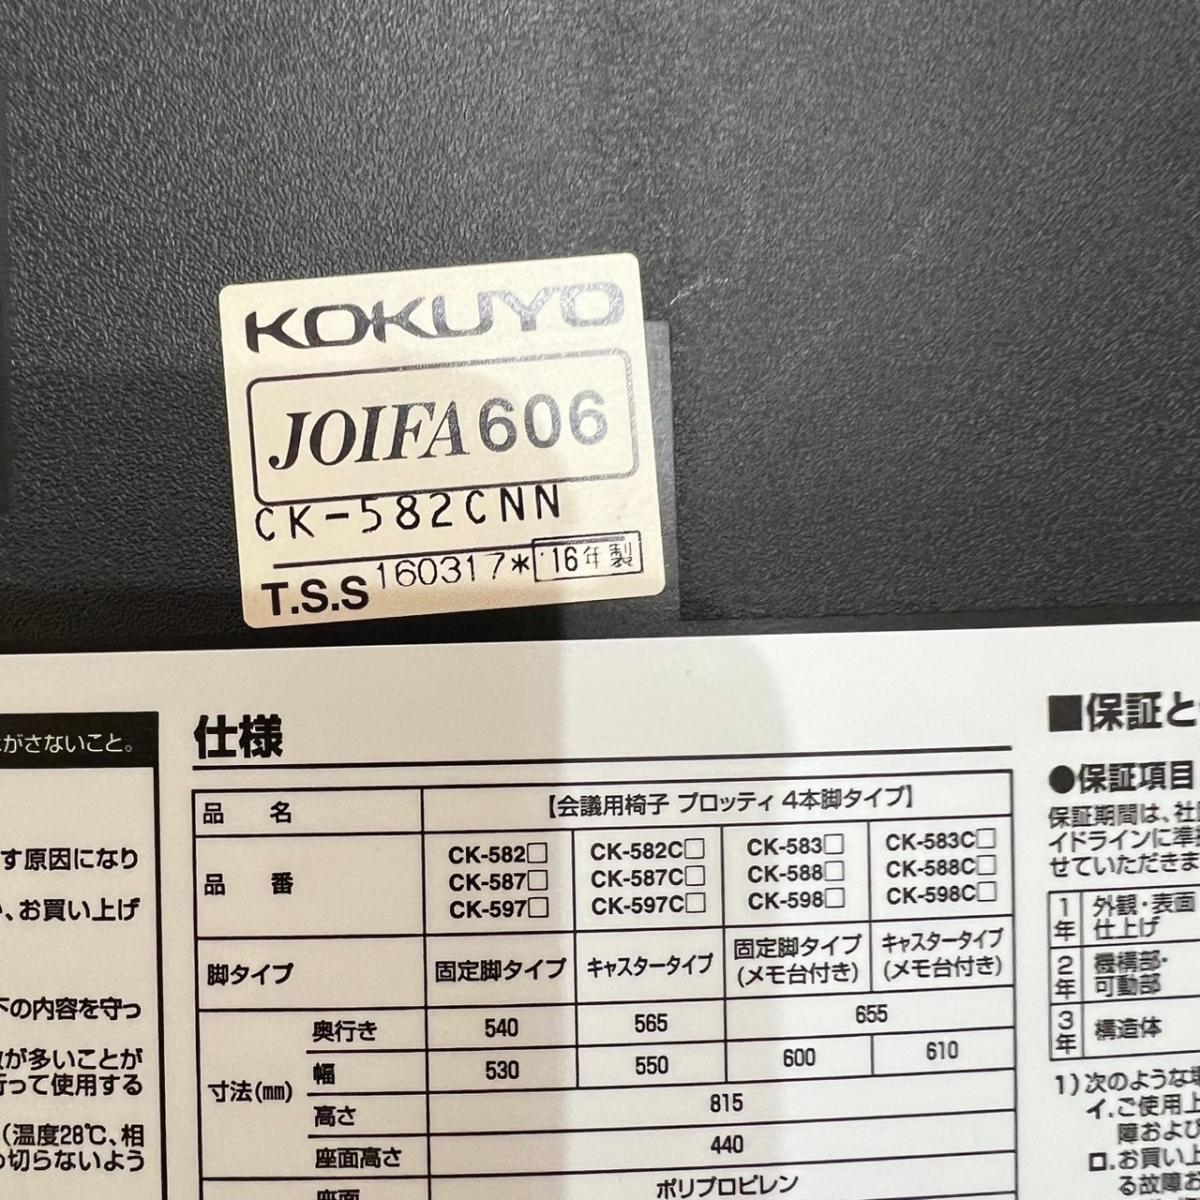 KOKUYO
JOIFA606
CK-582CNN
T.S.S 160317* '16年製
がさないこと。
す原因になり
、お買い上げ
下の内容を守っ
が多いことが
行って使用する
(温度28℃、相
切らないよう
仕様
品名 【会議用椅子 プロッティ 4本脚タイプ】
品番 CK-582□ CK-582C□ CK-583□ CK-583C□
CK-587□ CK-587C□ CK-588□ CK-588C□
CK-597□ CK-597C□ CK-598□ CK-598C□
脚タイプ 固定脚タイプ キャスタータイプ 固定脚タイプ(メモ台付き) キャスタータイプ(メモ台付き)
寸法(mm) 奥行き 540 565 655
幅 530 550 600 610
高さ 815
座面高さ 440
座面 ポリプロピレン
■保証と
●保証項目
保証期間は、社
イドラインに準
せていただきま
1年 外観・表面仕上げ
2年 機構部・可動部
3年 構造体
1)次のような場
イ.ご使用上
障および
ロ.お買い上
る故障お